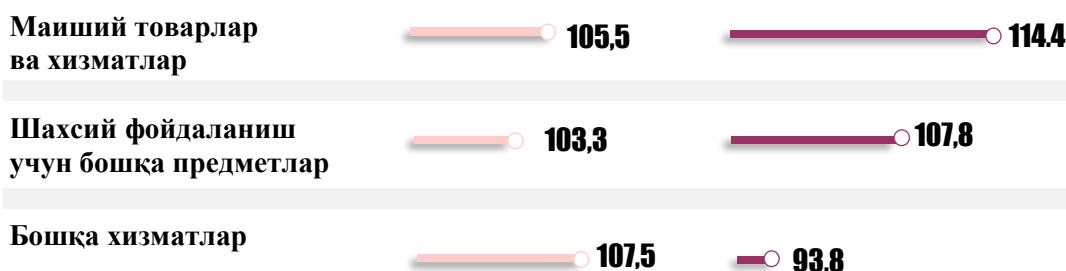 Маиший товарлар
ва хизматлар
105,5
114.4
Шахсий фойдаланиш
учун бошқа предметлар
103,3
107,8
Бошқа хизматлар
107,5
93,8